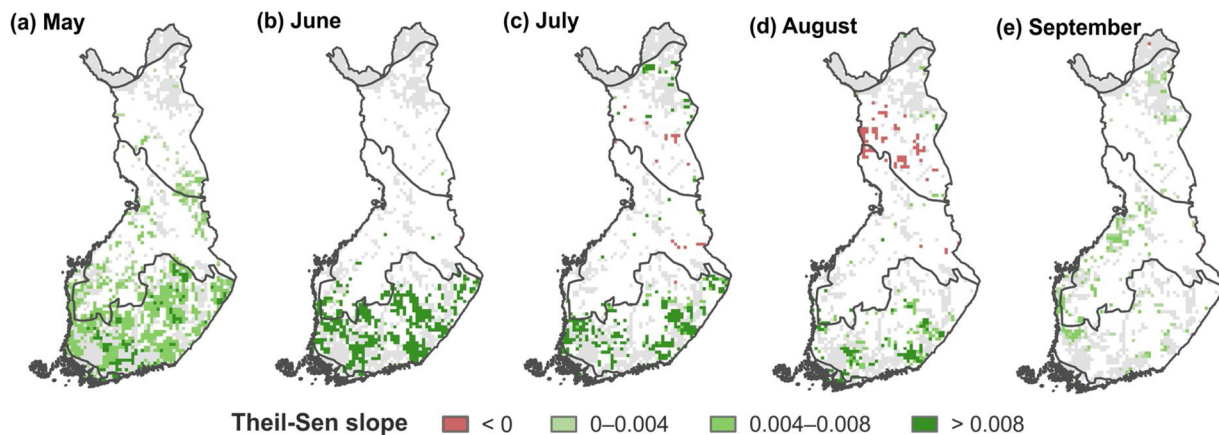 (a) May
(b) June
(c) July
(d) August
(e) September
Theil-Sen slope < 0 0–0.004 0.004–0.008 > 0.008